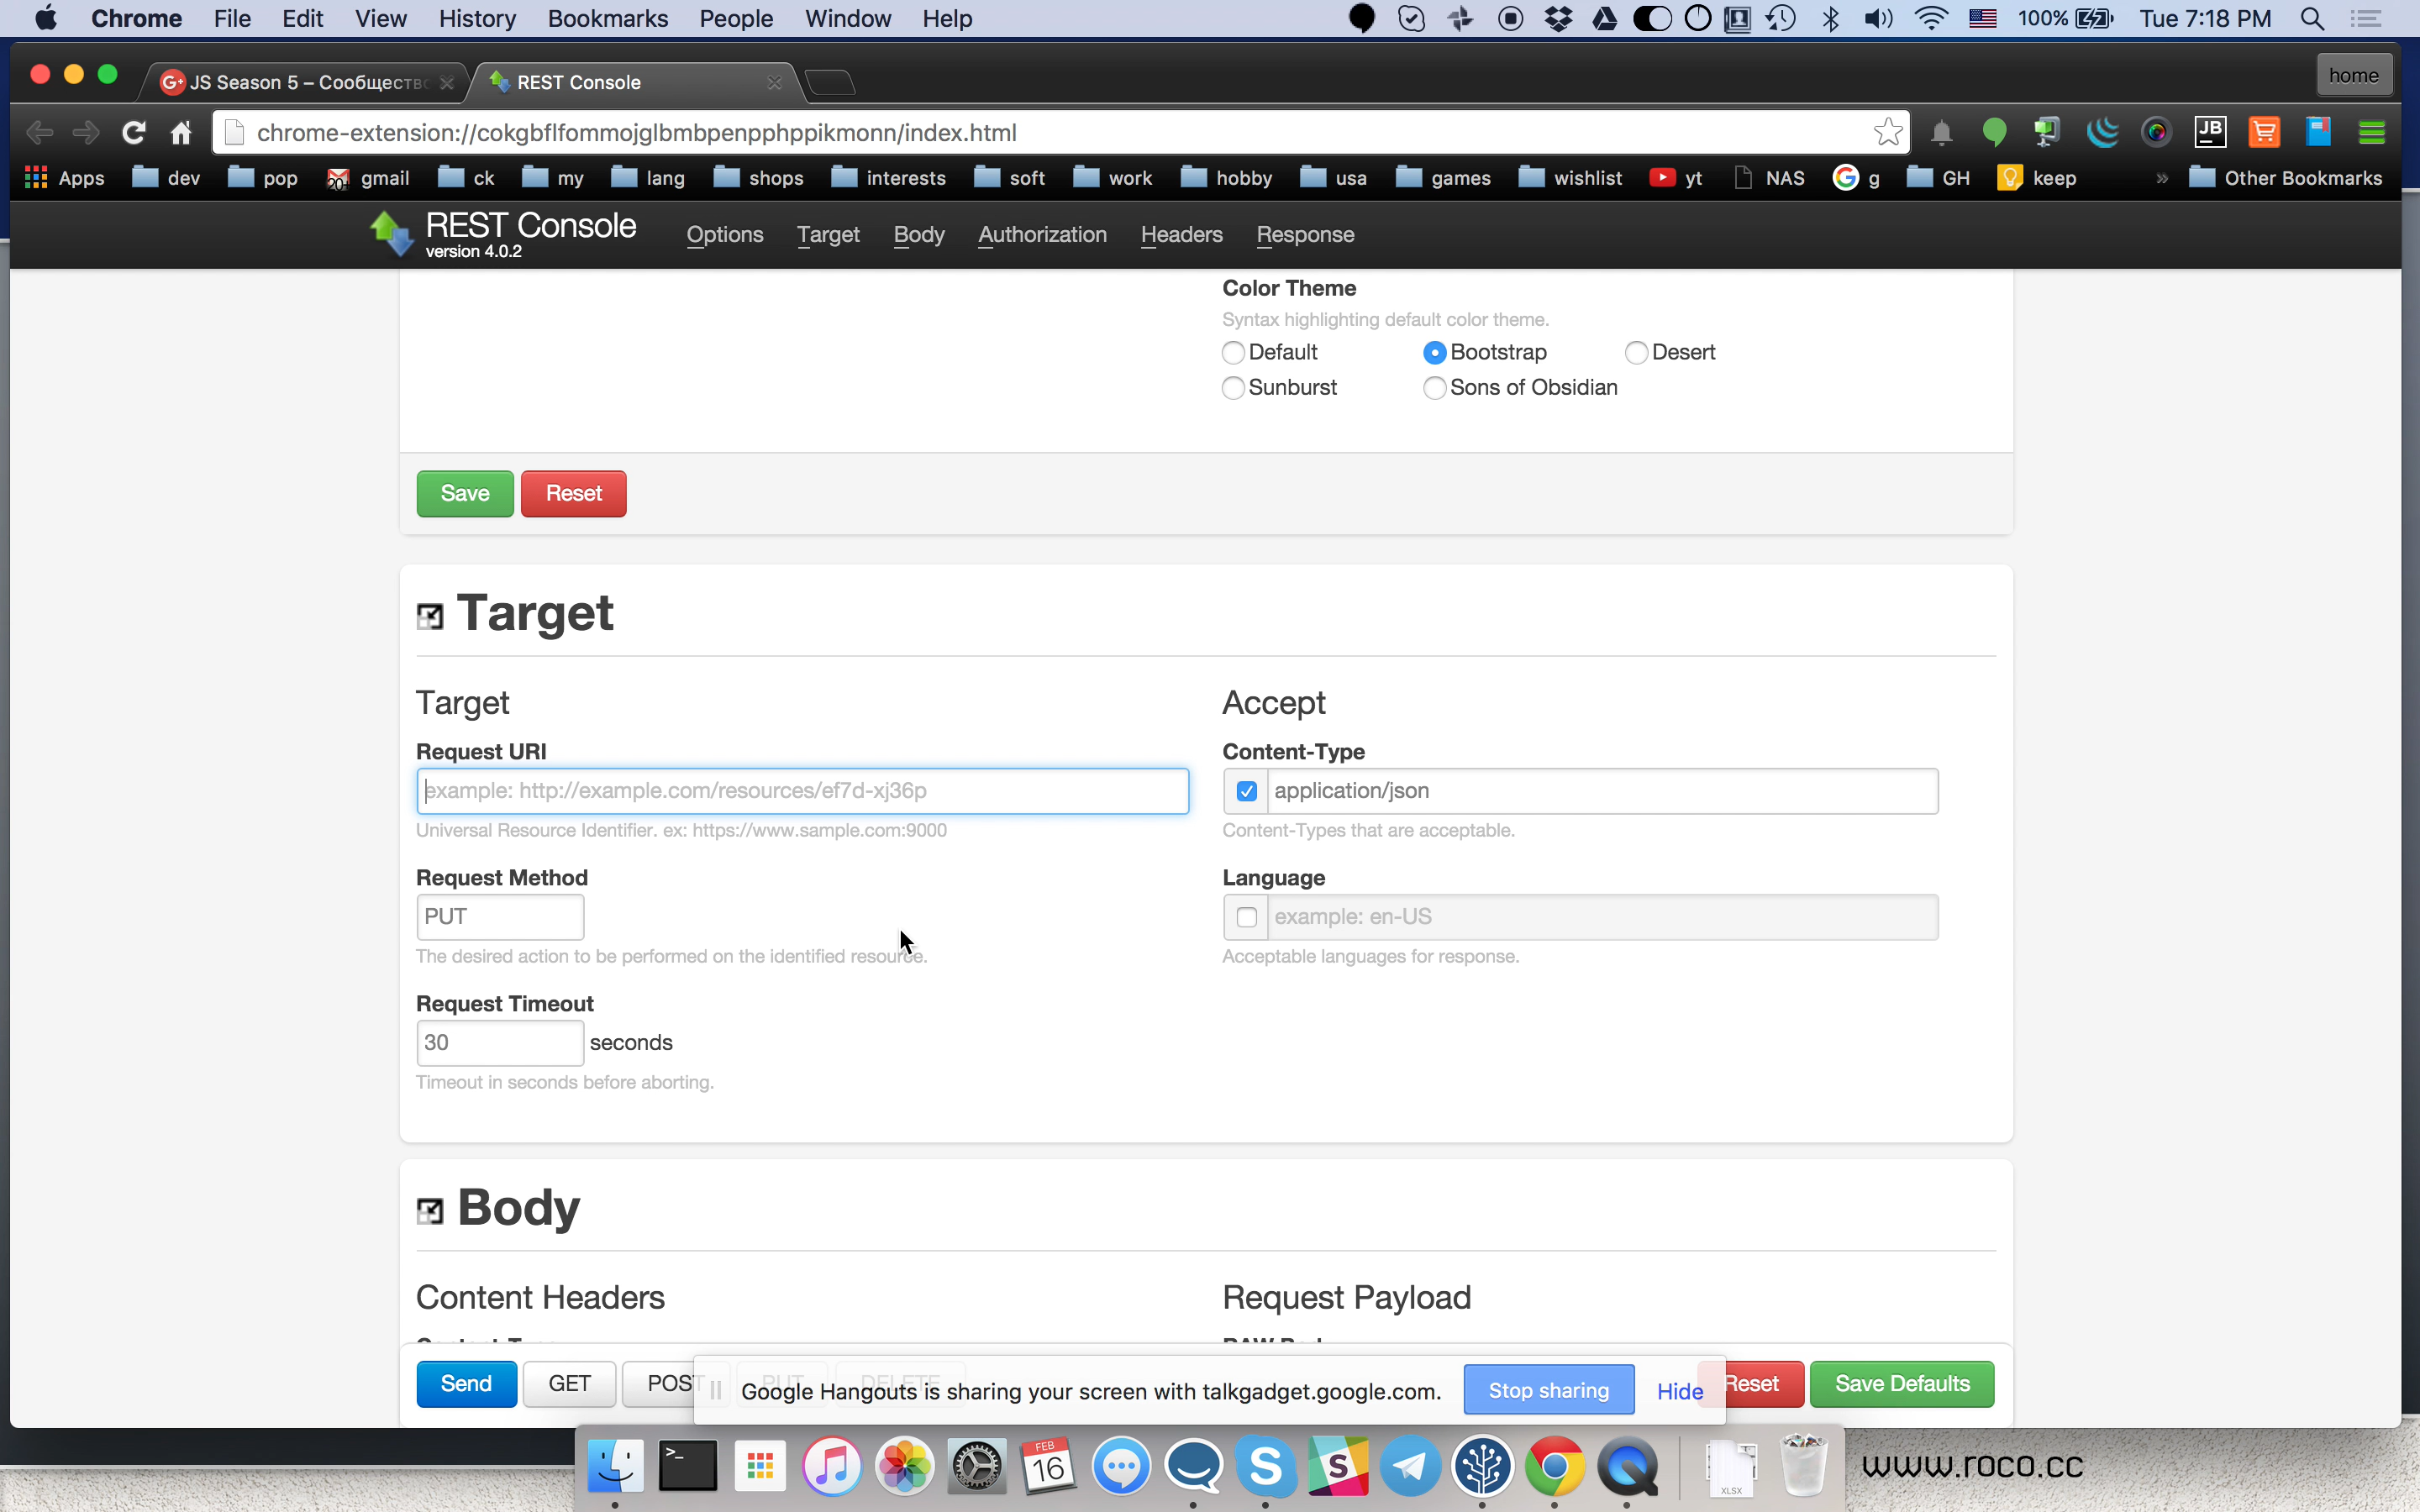 Chrome File Edit View History Bookmarks People Window Help 100% Tue 7:18 PM
JS Season 5 – Сообщество REST Console home
chrome-extension://cokgbflfommojglbmbpenpphppikmonn/index.html JB
Apps dev pop gmail ck my lang shops interests soft work hobby usa games wishlist yt NAS g GH keep » Other Bookmarks
REST Console
version 4.0.2
Options Target Body Authorization Headers Response
Color Theme
Syntax highlighting default color theme.
Default Bootstrap Desert
Sunburst Sons of Obsidian
Save Reset
Target
Target Accept
Request URI Content-Type
example: http://example.com/resources/ef7d-xj36p application/json
Universal Resource Identifier. ex: https://www.sample.com:9000 Content-Types that are acceptable.
Request Method Language
PUT example: en-US
The desired action to be performed on the identified resource. Acceptable languages for response.
Request Timeout
30 seconds
Timeout in seconds before aborting.
Body
Content Headers Request Payload
Send GET POST PUT DELETE Reset Save Defaults
Google Hangouts is sharing your screen with talkgadget.google.com. Stop sharing Hide
FEB
16
XLSX
www.roco.cc